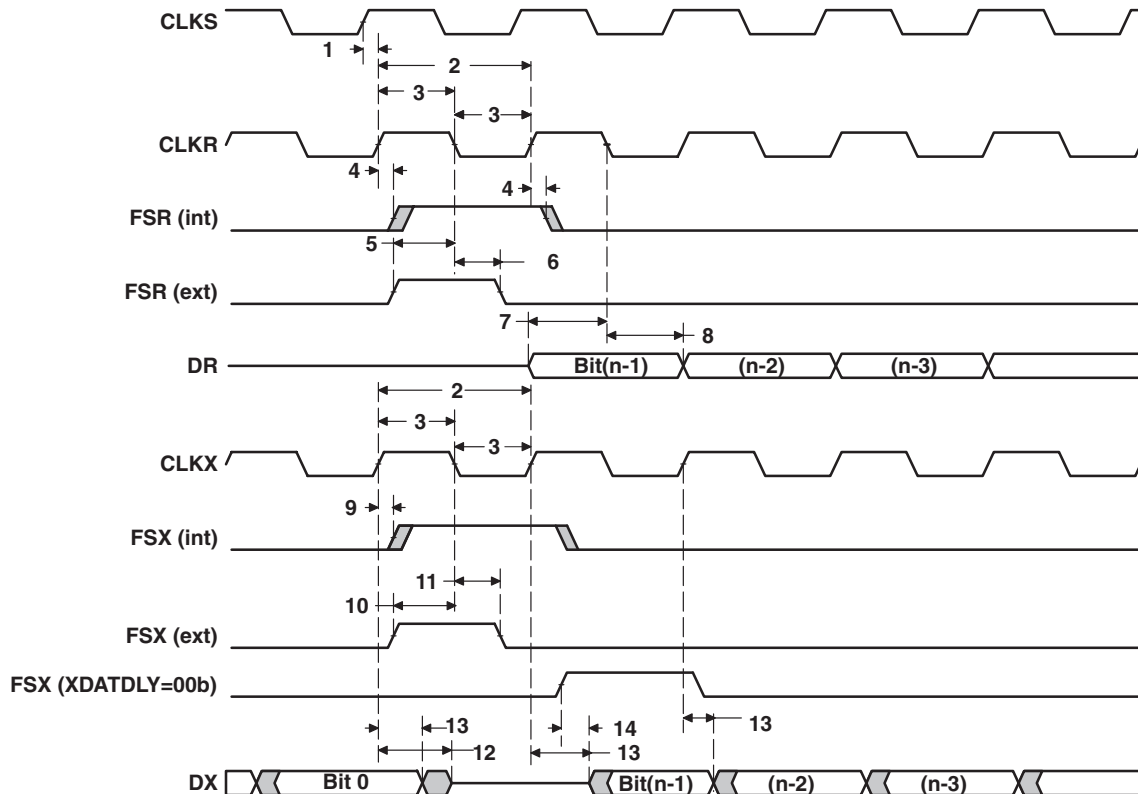 CLKS
1
2
3
3
CLKR
4
4
FSR (int)
5
6
FSR (ext)
7
8
DR Bit(n-1) (n-2) (n-3)
2
3
3
CLKX
9
FSX (int)
11
10
FSX (ext)
FSX (XDATDLY=00b)
13 14 13
12 13
DX Bit 0 Bit(n-1) (n-2) (n-3)